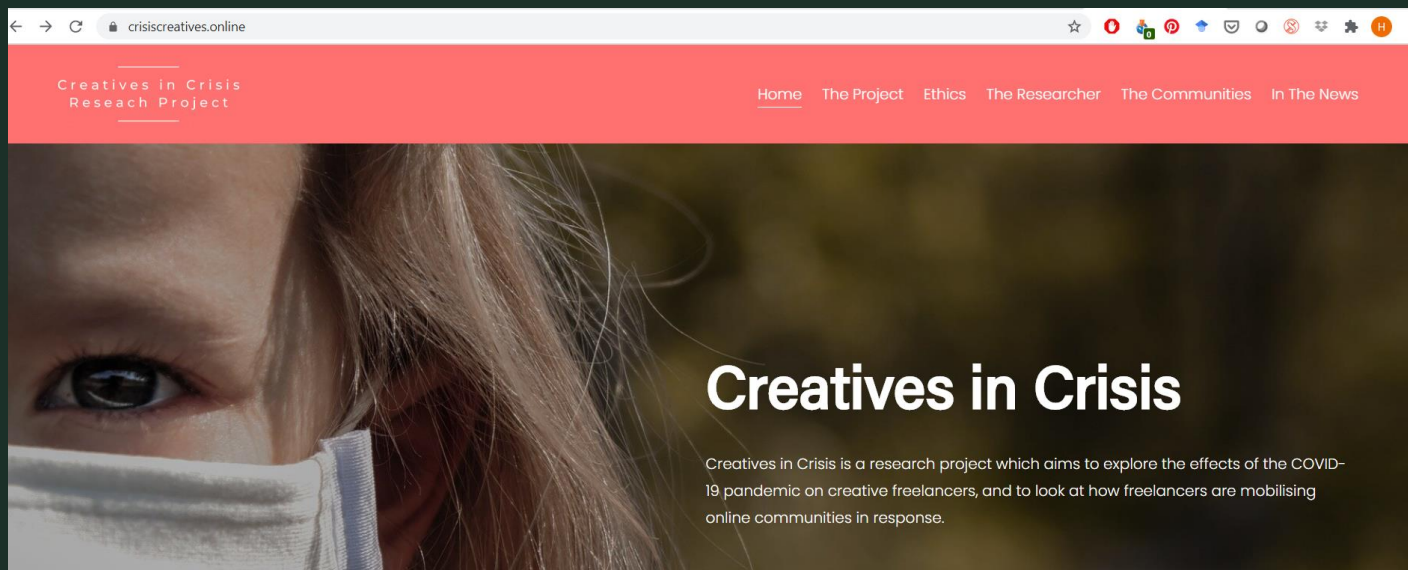 crisiscreatives.online
0
H
Creatives in Crisis
Reseach Project
Home The Project Ethics The Researcher The Communities In The News
Creatives in Crisis
Creatives in Crisis is a research project which aims to explore the effects of the COVID-
19 pandemic on creative freelancers, and to look at how freelancers are mobilising
online communities in response.